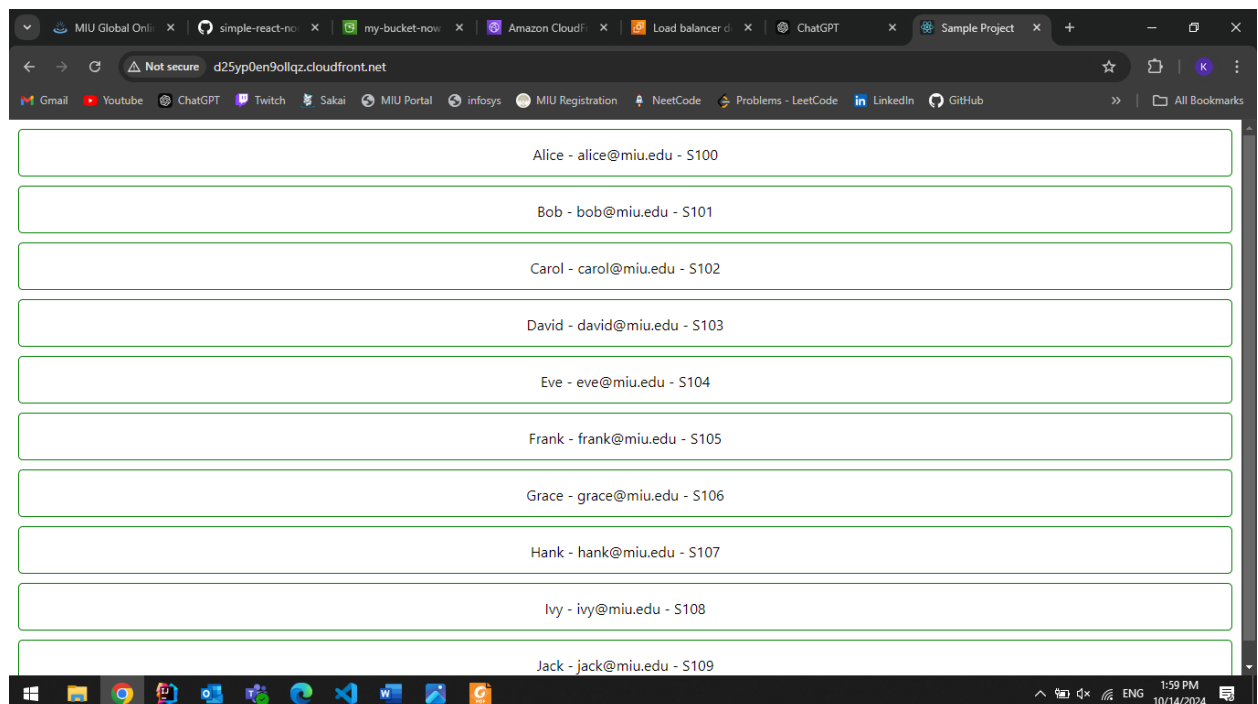 MIU Global Onli
simple-react-no
my-bucket-now
Amazon CloudFr
Load balancer d
ChatGPT
Sample Project
Not secure
d25yp0en9ollqz.cloudfront.net
K
Gmail
Youtube
ChatGPT
Twitch
Sakai
MIU Portal
infosys
MIU Registration
NeetCode
Problems - LeetCode
LinkedIn
GitHub
All Bookmarks
Alice - alice@miu.edu - S100
Bob - bob@miu.edu - S101
Carol - carol@miu.edu - S102
David - david@miu.edu - S103
Eve - eve@miu.edu - S104
Frank - frank@miu.edu - S105
Grace - grace@miu.edu - S106
Hank - hank@miu.edu - S107
Ivy - ivy@miu.edu - S108
Jack - jack@miu.edu - S109
ENG
1:59 PM
10/14/2024